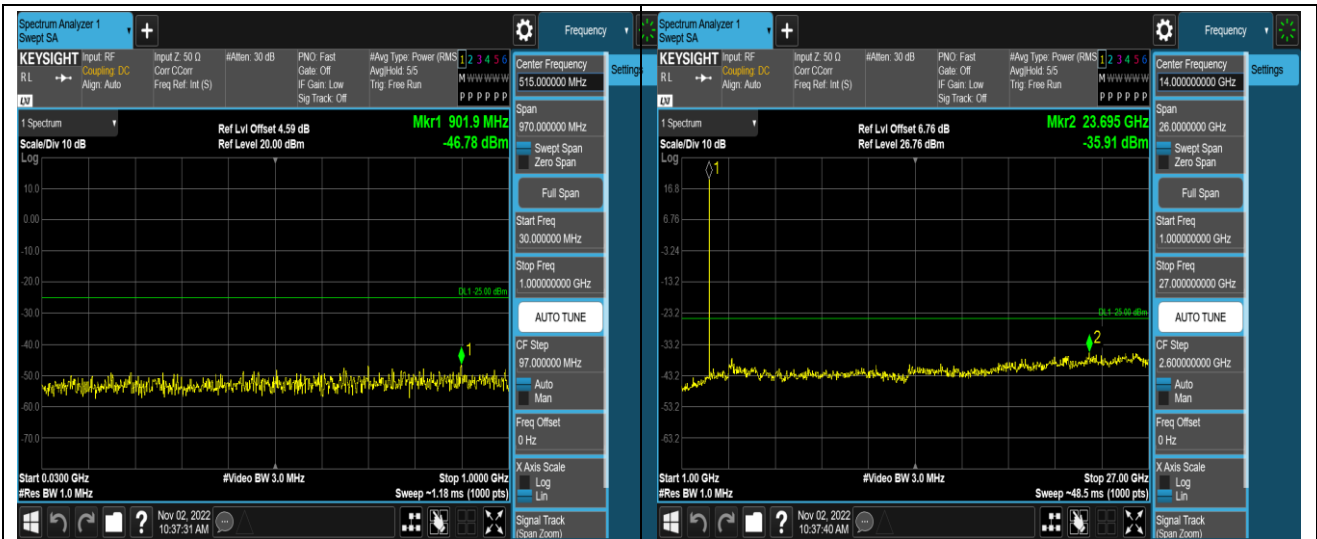 Spectrum Analyzer 1
Swept SA
+
Frequency
KEYSIGHT
RL
LXI
Input: RF
Coupling: DC
Align: Auto
Input Z: 50 Ω
Corr CCorr
Freq Ref: Int (S)
#Atten: 30 dB
PNO: Fast
Gate: Off
IF Gain: Low
Sig Track: Off
#Avg Type: Power (RMS
Avg|Hold: 5/5
Trig: Free Run
1 2 3 4 5 6
M W W W W W
P P P P P P
Center Frequency
515.000000 MHz
Settings
Span
970.000000 MHz
Swept Span
Zero Span
Full Span
Start Freq
30.000000 MHz
Stop Freq
1.000000000 GHz
AUTO TUNE
CF Step
97.000000 MHz
Auto
Man
Freq Offset
0 Hz
X Axis Scale
Log
Lin
Signal Track
(Span Zoom)
1 Spectrum
Scale/Div 10 dB
Log
Ref Lvl Offset 4.59 dB
Ref Level 20.00 dBm
Mkr1 901.9 MHz
-46.78 dBm
10.0
0.00
-10.0
-20.0
DL1 -25.00 dBm
-30.0
-40.0
1
-50.0
-60.0
-70.0
Start 0.0300 GHz
#Res BW 1.0 MHz
#Video BW 3.0 MHz
Stop 1.0000 GHz
Sweep ~1.18 ms (1000 pts)
?
Nov 02, 2022
10:37:31 AM
Spectrum Analyzer 1
Swept SA
+
Frequency
KEYSIGHT
RL
LXI
Input: RF
Coupling: DC
Align: Auto
Input Z: 50 Ω
Corr CCorr
Freq Ref: Int (S)
#Atten: 30 dB
PNO: Fast
Gate: Off
IF Gain: Low
Sig Track: Off
#Avg Type: Power (RMS
Avg|Hold: 5/5
Trig: Free Run
1 2 3 4 5 6
M W W W W W
P P P P P P
Center Frequency
14.000000000 GHz
Settings
Span
26.0000000 GHz
Swept Span
Zero Span
Full Span
Start Freq
1.000000000 GHz
Stop Freq
27.000000000 GHz
AUTO TUNE
CF Step
2.600000000 GHz
Auto
Man
Freq Offset
0 Hz
X Axis Scale
Log
Lin
Signal Track
(Span Zoom)
1 Spectrum
Scale/Div 10 dB
Log
Ref Lvl Offset 6.76 dB
Ref Level 26.76 dBm
Mkr2 23.695 GHz
-35.91 dBm
1
16.8
6.76
-3.24
-13.2
-23.2
DL1 -25.00 dBm
-33.2
2
-43.2
-53.2
-63.2
Start 1.00 GHz
#Res BW 1.0 MHz
#Video BW 3.0 MHz
Stop 27.00 GHz
Sweep ~48.5 ms (1000 pts)
?
Nov 02, 2022
10:37:40 AM